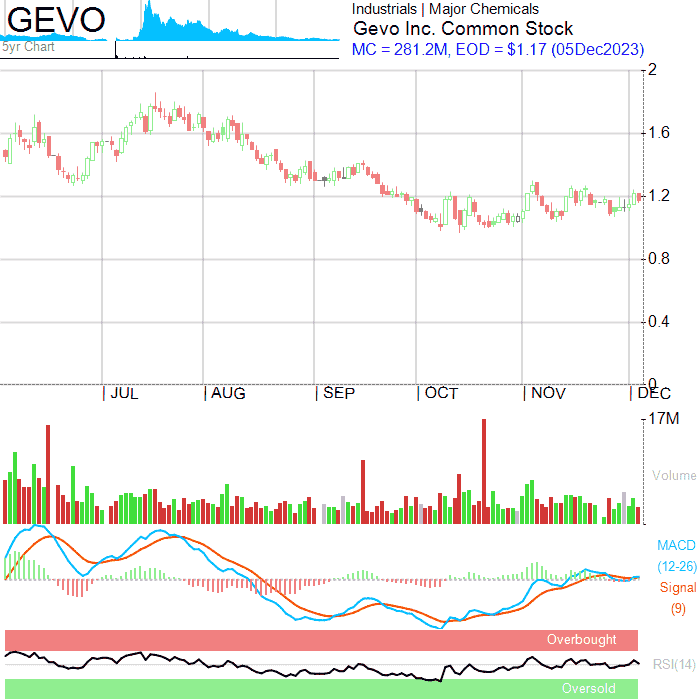 GEVO
5yr Chart
Industrials | Major Chemicals
Gevo Inc. Common Stock
MC = 281.2M, EOD = $1.17 (05Dec2023)
2
1.6
1.2
0.8
0.4
0
JUL AUG SEP OCT NOV DEC
17M
Volume
MACD
(12-26)
Signal
(9)
Overbought
RSI(14)
Oversold